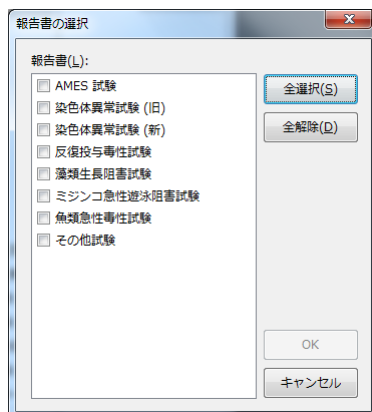 報告書の選択
報告書(L):
AMES 試験
染色体異常試験 (旧)
染色体異常試験 (新)
反復投与毒性試験
藻類生長阻害試験
ミジンコ急性遊泳阻害試験
魚類急性毒性試験
その他試験
全選択(S)
全解除(D)
OK
キャンセル